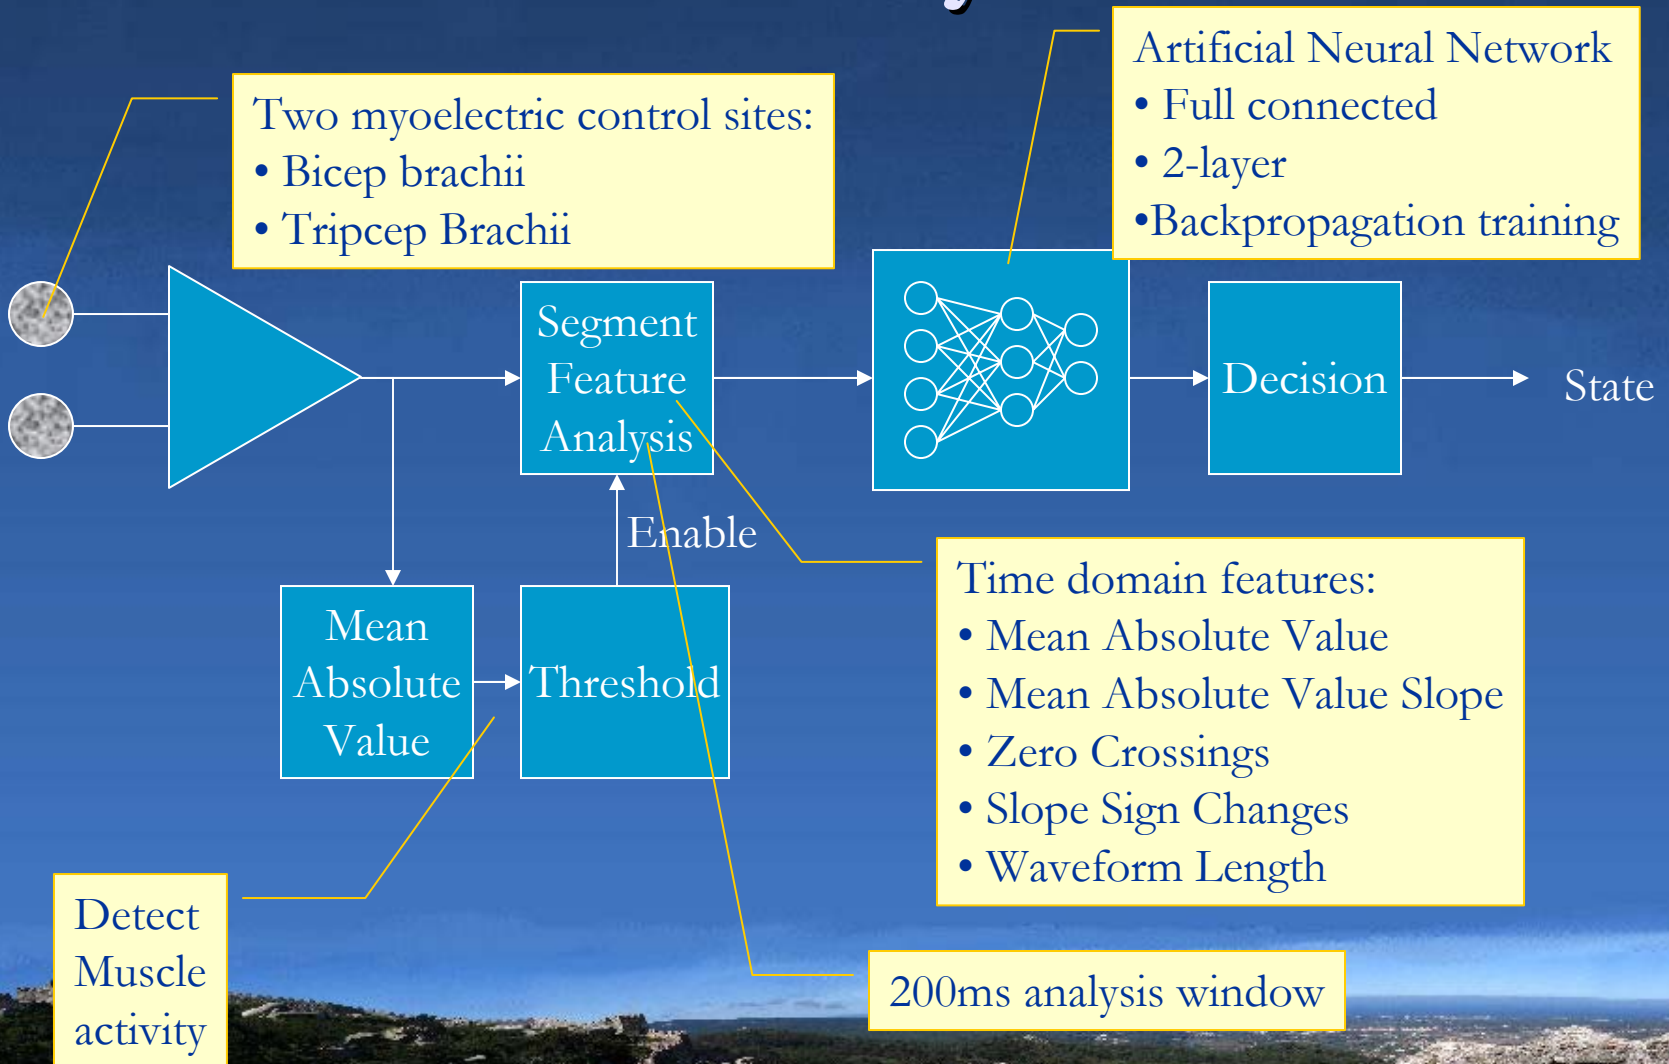 Two myoelectric control sites:
• Bicep brachii
• Tripcep Brachii
Artificial Neural Network
• Full connected
• 2-layer
•Backpropagation training
Segment
Feature
Analysis
Decision
State
Enable
Mean
Absolute
Value
Threshold
Time domain features:
• Mean Absolute Value
• Mean Absolute Value Slope
• Zero Crossings
• Slope Sign Changes
• Waveform Length
Detect
Muscle
activity
200ms analysis window